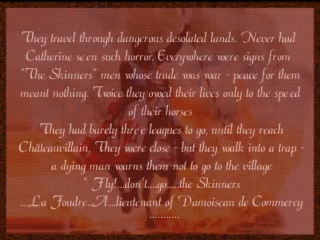 They travel through dangerous desolated lands. Never had
Catherine seen such horror. Everywhere were signs from
"The Skinners" men whose trade was war - peace for them
meant nothing. Twice they owed their lives only to the speed
of their horses
They had barely three leagues to go, until they reach
Châteauvillain. They were close - but they walk into a trap -
a dying man warns them not to go to the village
" Fly!...don't....go.....the Skinners
...La Foudre..A...lieutenant of Damoiseau de Commercy
...........